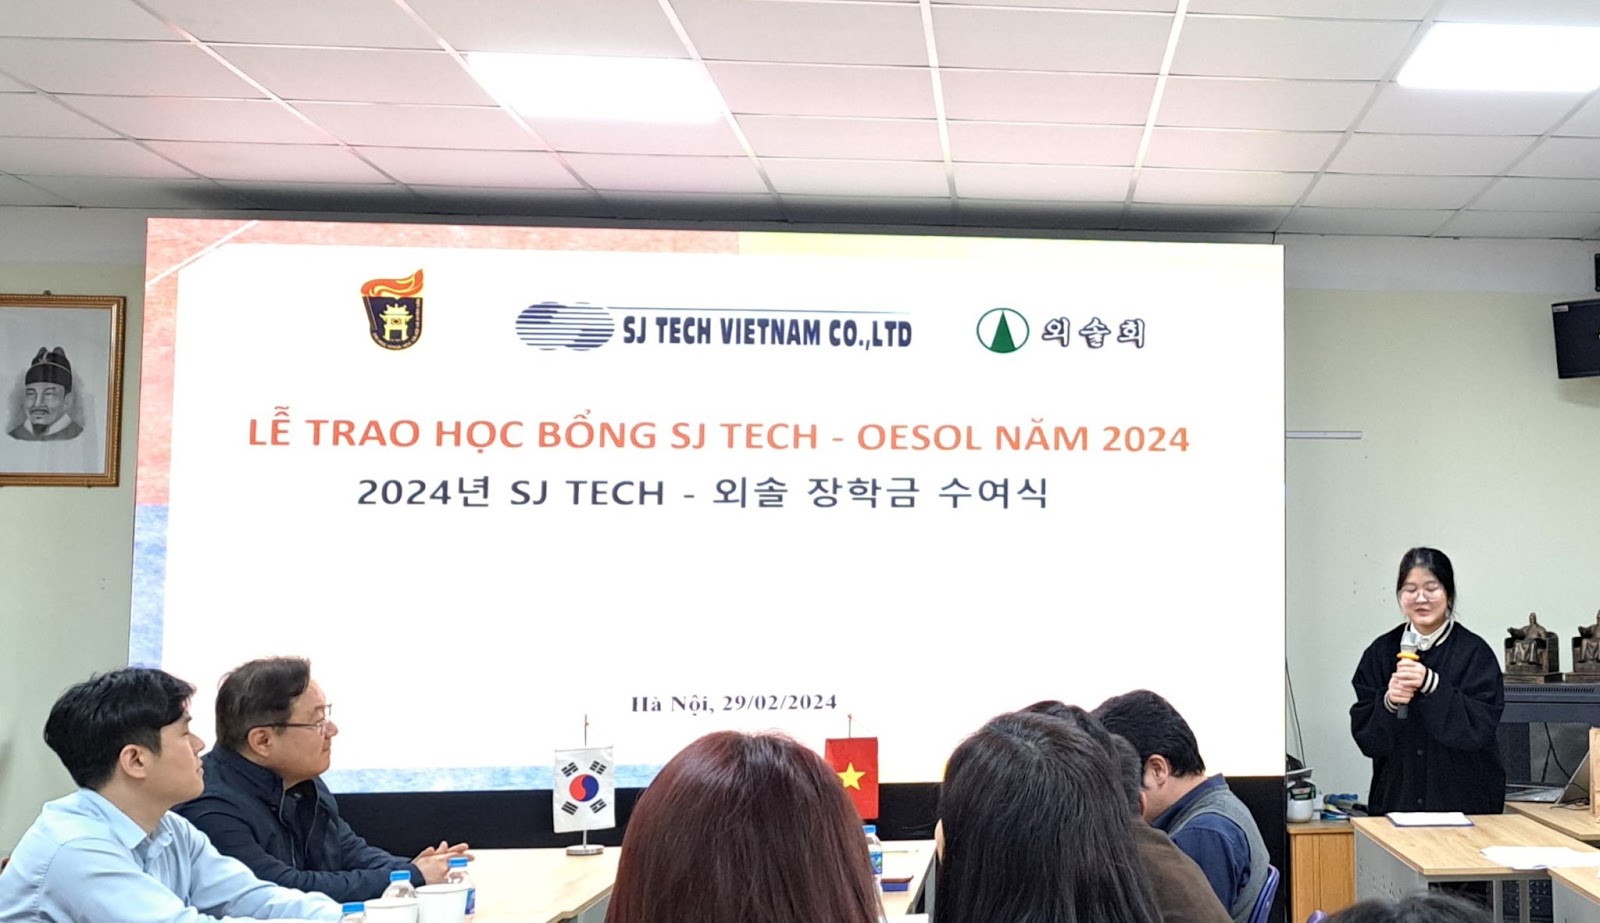 SJ TECH VIETNAM CO.,LTD
외솔회
LỄ TRAO HỌC BỔNG SJ TECH - OESOL NĂM 2024
2024년 SJ TECH - 외솔 장학금 수여식
Hà Nội, 29/02/2024